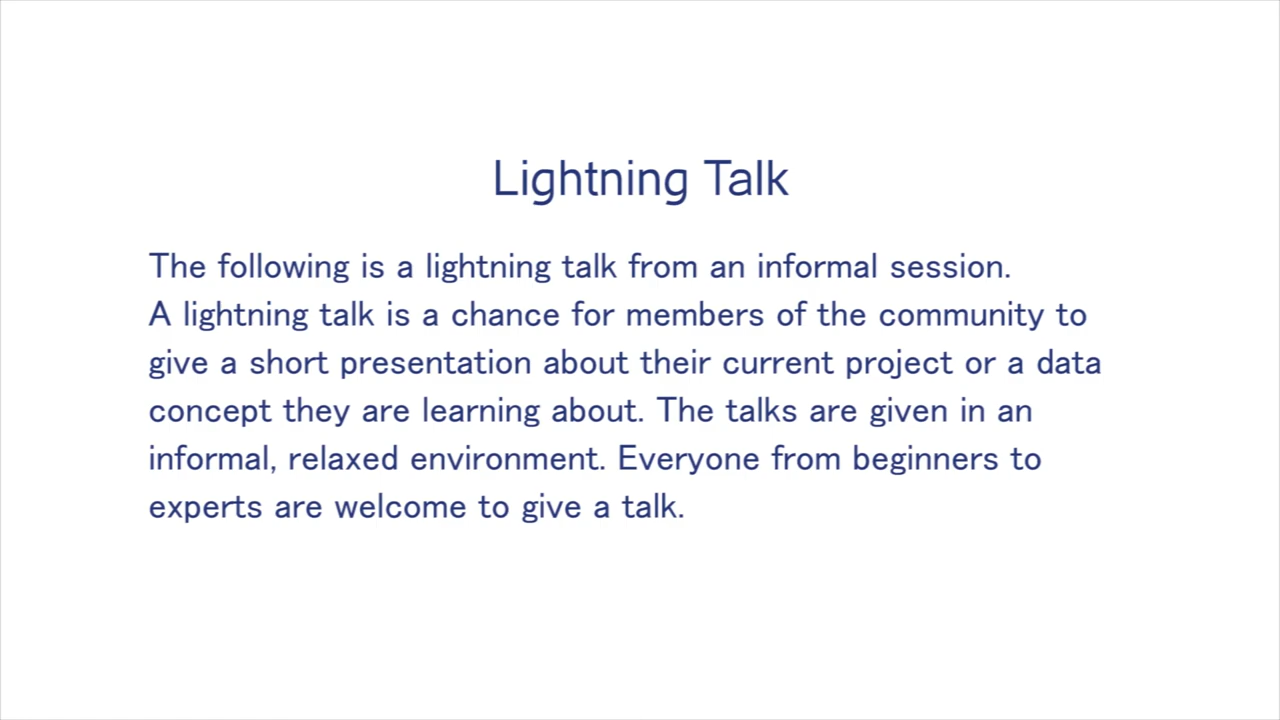 Lightning Talk
The following is a lightning talk from an informal session.
A lightning talk is a chance for members of the community to
give a short presentation about their current project or a data
concept they are learning about. The talks are given in an
informal, relaxed environment. Everyone from beginners to
experts are welcome to give a talk.